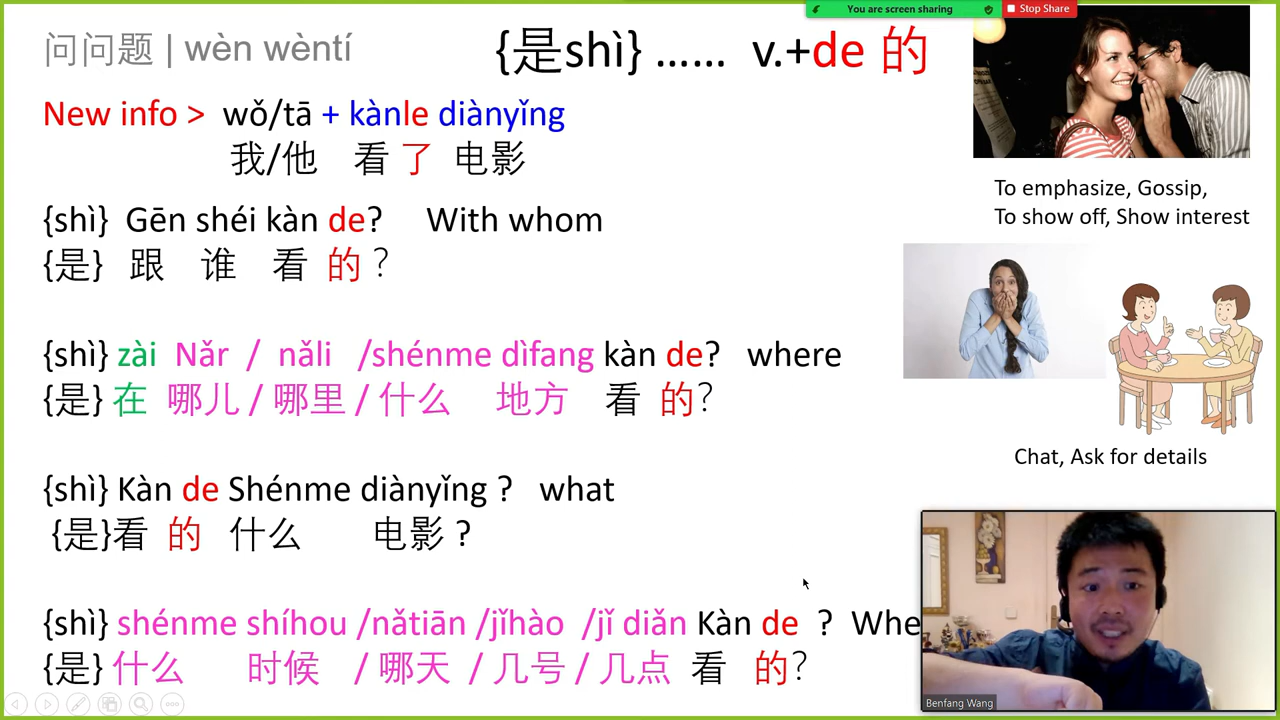 You are screen sharing
Stop Share
问问题 | wèn wèntí
{是shì} …… v.+de 的
New info > wǒ/tā + kànle diànyǐng
我/他 看 了 电影
{shì} Gēn shéi kàn de? With whom
{是} 跟 谁 看 的?
{shì} zài Nǎr / nǎli /shénme dìfang kàn de? where
{是} 在 哪儿 / 哪里 / 什么 地方 看 的?
{shì} Kàn de Shénme diànyǐng ? what
{是}看 的 什么 电影 ?
{shì} shénme shíhou /nǎtiān /jǐhào /jǐ diǎn Kàn de ? Whe
{是} 什么 时候 / 哪天 / 几号 / 几点 看 的?
To emphasize, Gossip,
To show off, Show interest
Chat, Ask for details
Benfang Wang